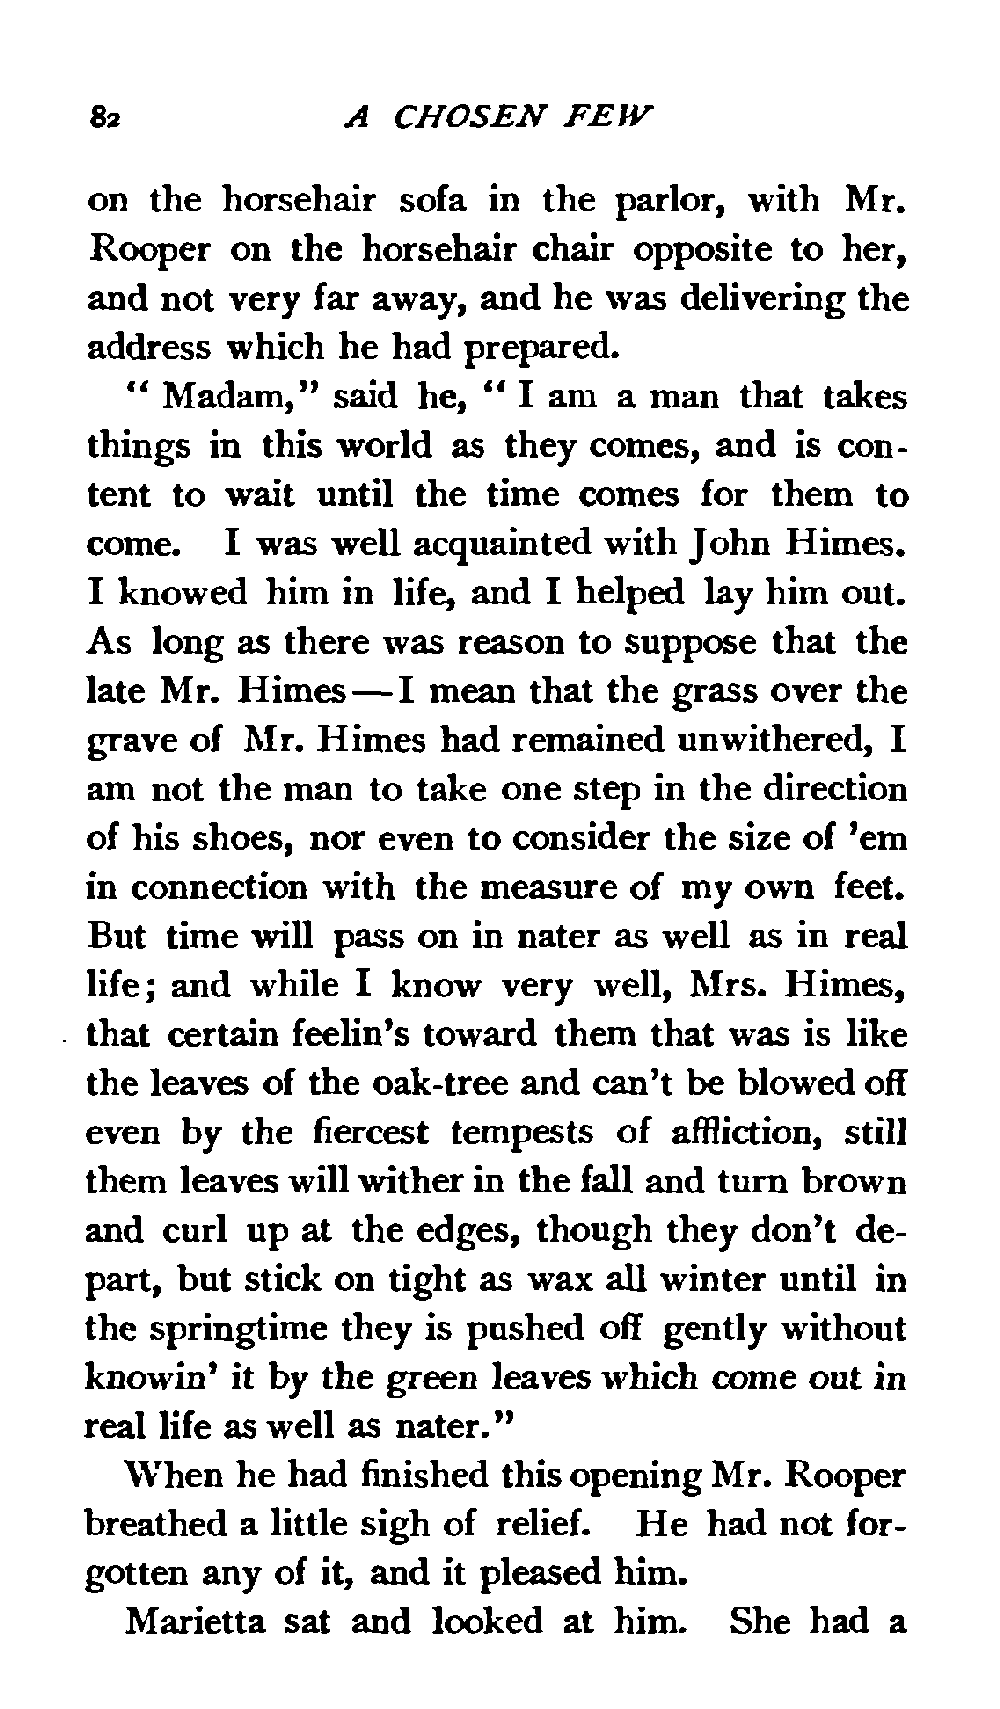 82 A CHOSEN FEW
on the horsehair sofa in the parlor, with Mr.
Rooper on the horsehair chair opposite to her,
and not very far away, and he was delivering the
address which he had prepared.
“ Madam,” said he, “ I am a man that takes
things in this world as they comes, and is con-
tent to wait until the time comes for them to
come. I was well acquainted with John Himes.
I knowed him in life, and I helped lay him out.
As long as there was reason to suppose that the
late Mr. Himes—I mean that the grass over the
grave of Mr. Himes had remained unwithered, I
am not the man to take one step in the direction
of his shoes, nor even to consider the size of ’em
in connection with the measure of my own feet.
But time will pass on in nater as well as in real
life; and while I know very well, Mrs. Himes,
that certain feelin’s toward them that was is like
the leaves of the oak-tree and can’t be blowed off
even by the fiercest tempests of affliction, still
them leaves will wither in the fall and turn brown
and curl up at the edges, though they don’t de-
part, but stick on tight as wax all winter until in
the springtime they is pushed off gently without
knowin’ it by the green leaves which come out in
real life as well as nater.”
When he had finished this opening Mr. Rooper
breathed a little sigh of relief. He had not for-
gotten any of it, and it pleased him.
Marietta sat and looked at him. She had a